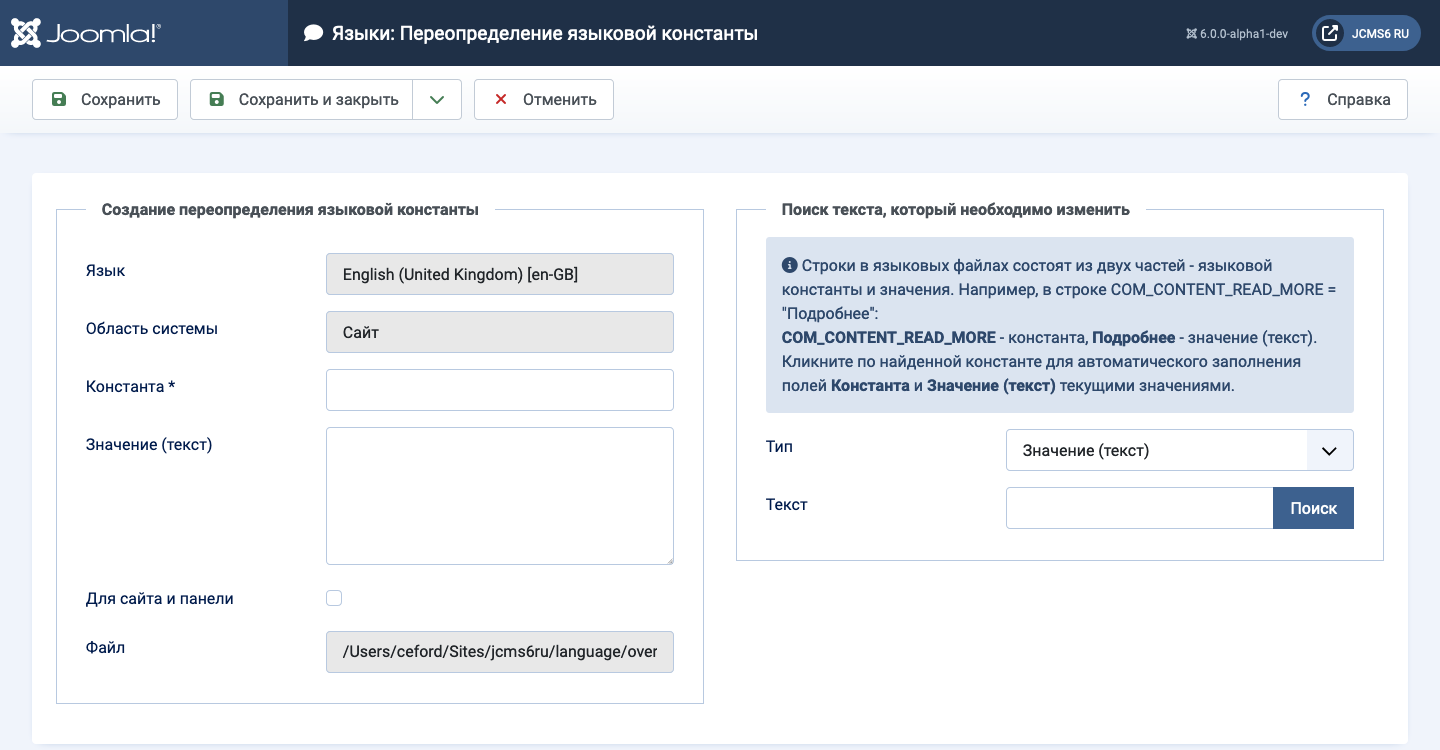 Joomla!®
Языки: Переопределение языковой константы
6.0.0-alpha1-dev
JCMS6 RU
Сохранить
Сохранить и закрыть
Отменить
? Справка
Создание переопределения языковой константы
Язык
English (United Kingdom) [en-GB]
Область системы
Сайт
Константа *
Значение (текст)
Для сайта и панели
Файл
/Users/ceford/Sites/jcms6ru/language/over
Поиск текста, который необходимо изменить
Строки в языковых файлах состоят из двух частей - языковой
константы и значения. Например, в строке COM_CONTENT_READ_MORE =
"Подробнее":
COM_CONTENT_READ_MORE - константа, Подробнее - значение (текст).
Кликните по найденной константе для автоматического заполнения
полей Константа и Значение (текст) текущими значениями.
Тип
Значение (текст)
Текст
Поиск